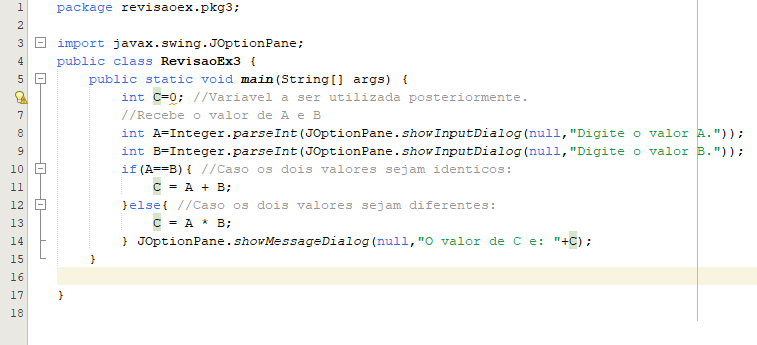 1 package revisaoex.pkg3;
2
3 import javax.swing.JOptionPane;
4 public class RevisaoEx3 {
5 public static void main(String[] args) {
int C=0; //Variavel a ser utilizada posteriormente.
7 //Recebe o valor de A e B
8 int A=Integer.parseInt(JOptionPane.showInputDialog(null,"Digite o valor A."));
9 int B=Integer.parseInt(JOptionPane.showInputDialog(null,"Digite o valor B."));
10 if(A==B){ //Caso os dois valores sejam identicos:
11 C = A + B;
12 }else{ //Caso os dois valores sejam diferentes:
13 C = A * B;
14 } JOptionPane.showMessageDialog(null,"O valor de C e: "+C);
15 }
16
17 }
18